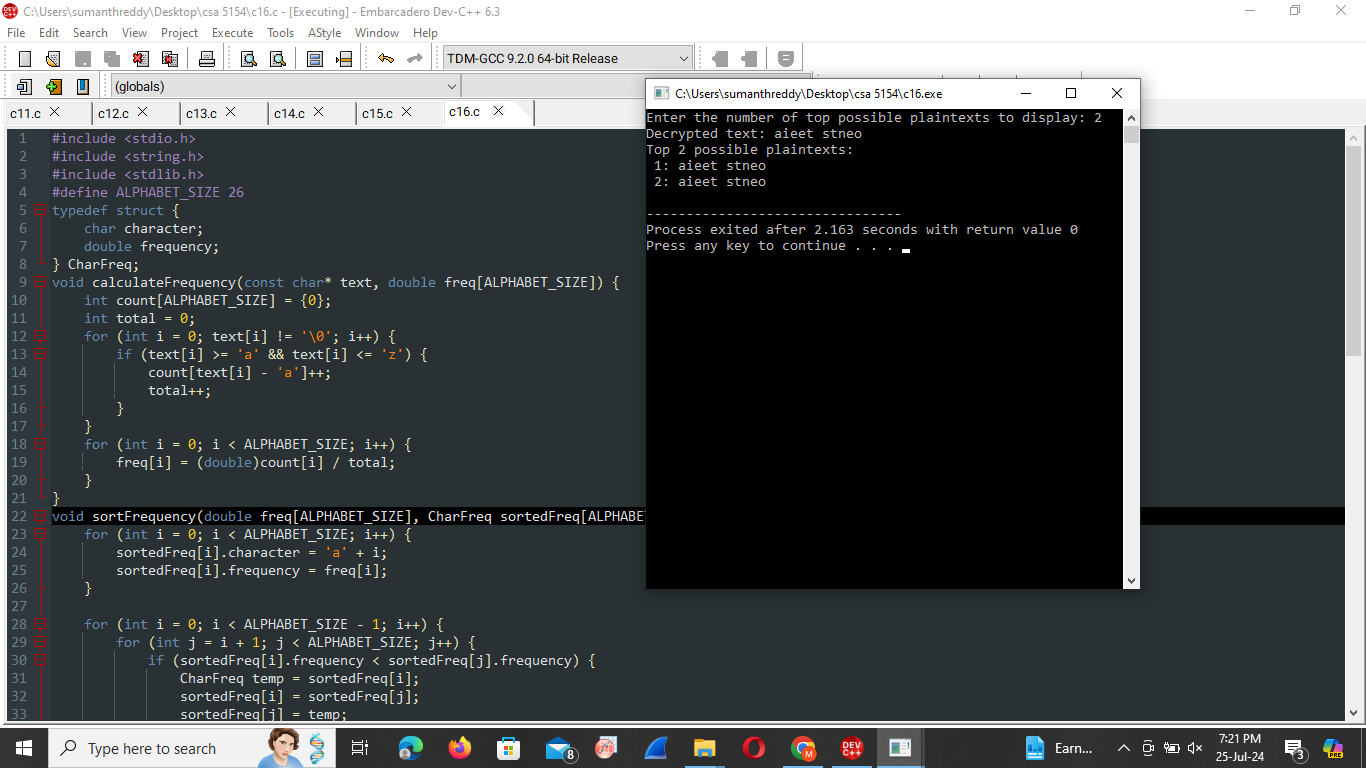 C:\Users\sumanthreddy\Desktop\csa 5154\c16.c - [Executing] - Embarcadero Dev-C++ 6.3
File Edit Search View Project Execute Tools AStyle Window Help
TDM-GCC 9.2.0 64-bit Release
(globals)
c11.c c12.c c13.c c14.c c15.c c16.c
1 #include <stdio.h>
2 #include <string.h>
3 #include <stdlib.h>
4 #define ALPHABET_SIZE 26
5 typedef struct {
6 char character;
7 double frequency;
8 } CharFreq;
9 void calculateFrequency(const char* text, double freq[ALPHABET_SIZE]) {
10 int count[ALPHABET_SIZE] = {0};
11 int total = 0;
12 for (int i = 0; text[i] != '\0'; i++) {
13 if (text[i] >= 'a' && text[i] <= 'z') {
14 count[text[i] - 'a']++;
15 total++;
16 }
17 }
18 for (int i = 0; i < ALPHABET_SIZE; i++) {
19 freq[i] = (double)count[i] / total;
20 }
21 }
22 void sortFrequency(double freq[ALPHABET_SIZE], CharFreq sortedFreq[ALPHABE
23 for (int i = 0; i < ALPHABET_SIZE; i++) {
24 sortedFreq[i].character = 'a' + i;
25 sortedFreq[i].frequency = freq[i];
26 }
27
28 for (int i = 0; i < ALPHABET_SIZE - 1; i++) {
29 for (int j = i + 1; j < ALPHABET_SIZE; j++) {
30 if (sortedFreq[i].frequency < sortedFreq[j].frequency) {
31 CharFreq temp = sortedFreq[i];
32 sortedFreq[i] = sortedFreq[j];
33 sortedFreq[j] = temp;
C:\Users\sumanthreddy\Desktop\csa 5154\c16.exe
Enter the number of top possible plaintexts to display: 2
Decrypted text: aieet stneo
Top 2 possible plaintexts:
1: aieet stneo
2: aieet stneo
--------------------------------
Process exited after 2.163 seconds with return value 0
Press any key to continue . . .
Type here to search
8
DEV C++
Earn...
7:21 PM
25-Jul-24
3
PRE